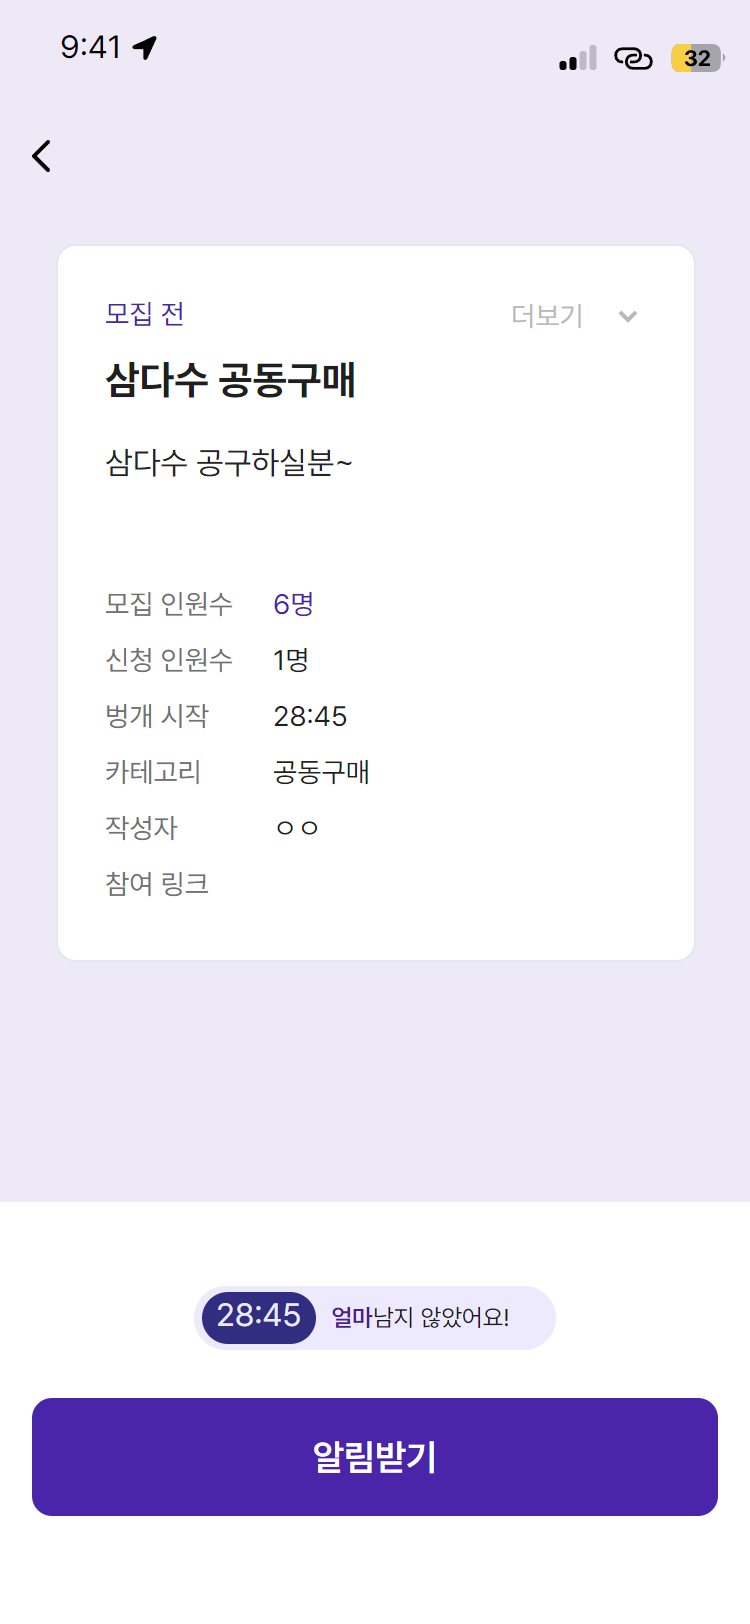 9:41
32
모집 전
더보기
삼다수 공동구매
삼다수 공구하실분~
모집 인원수 6명
신청 인원수 1명
벙개 시작 28:45
카테고리 공동구매
작성자 ㅇㅇ
참여 링크
28:45 얼마남지 않았어요!
알림받기